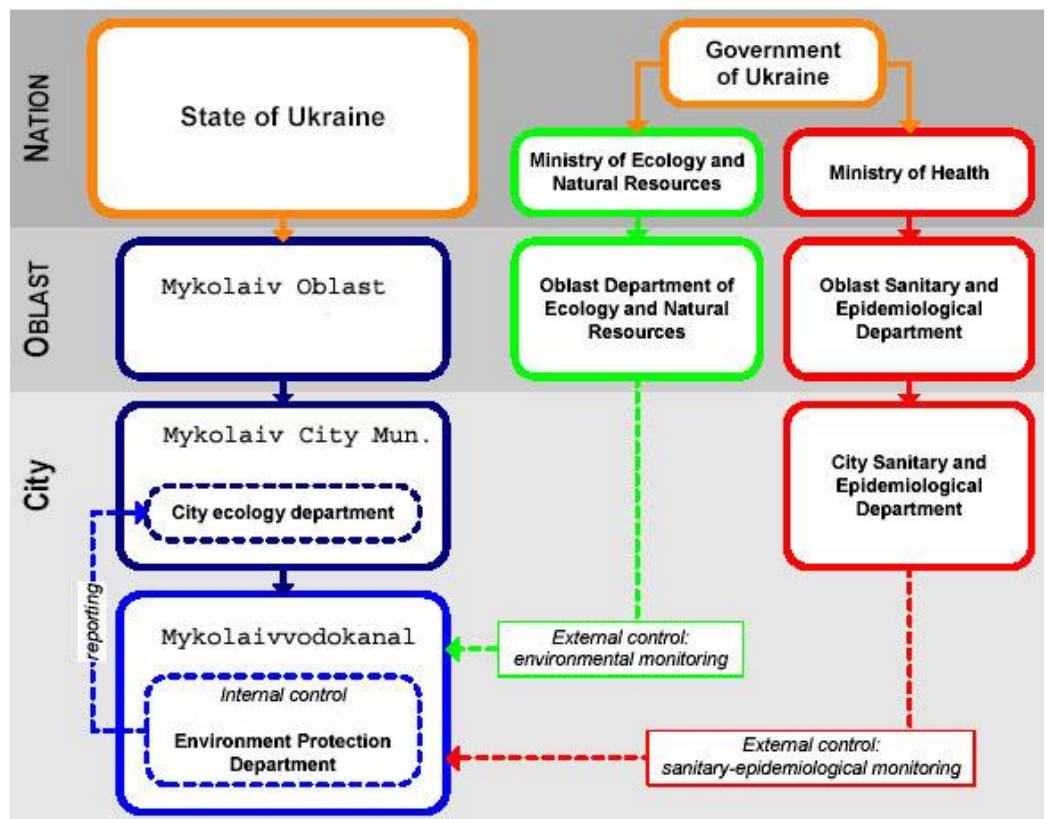 NATION
State of Ukraine
Government
of Ukraine
Ministry of Ecology and
Natural Resources
Ministry of Health
OBLAST
Mykolaiv Oblast
Oblast Department of
Ecology and Natural
Resources
Oblast Sanitary and
Epidemiological
Department
City
Mykolaiv City Mun.
City ecology department
City Sanitary and
Epidemiological
Department
reporting
Mykolaivvodokanal
Internal control
Environment Protection
Department
External control:
environmental monitoring
External control:
sanitary-epidemiological monitoring